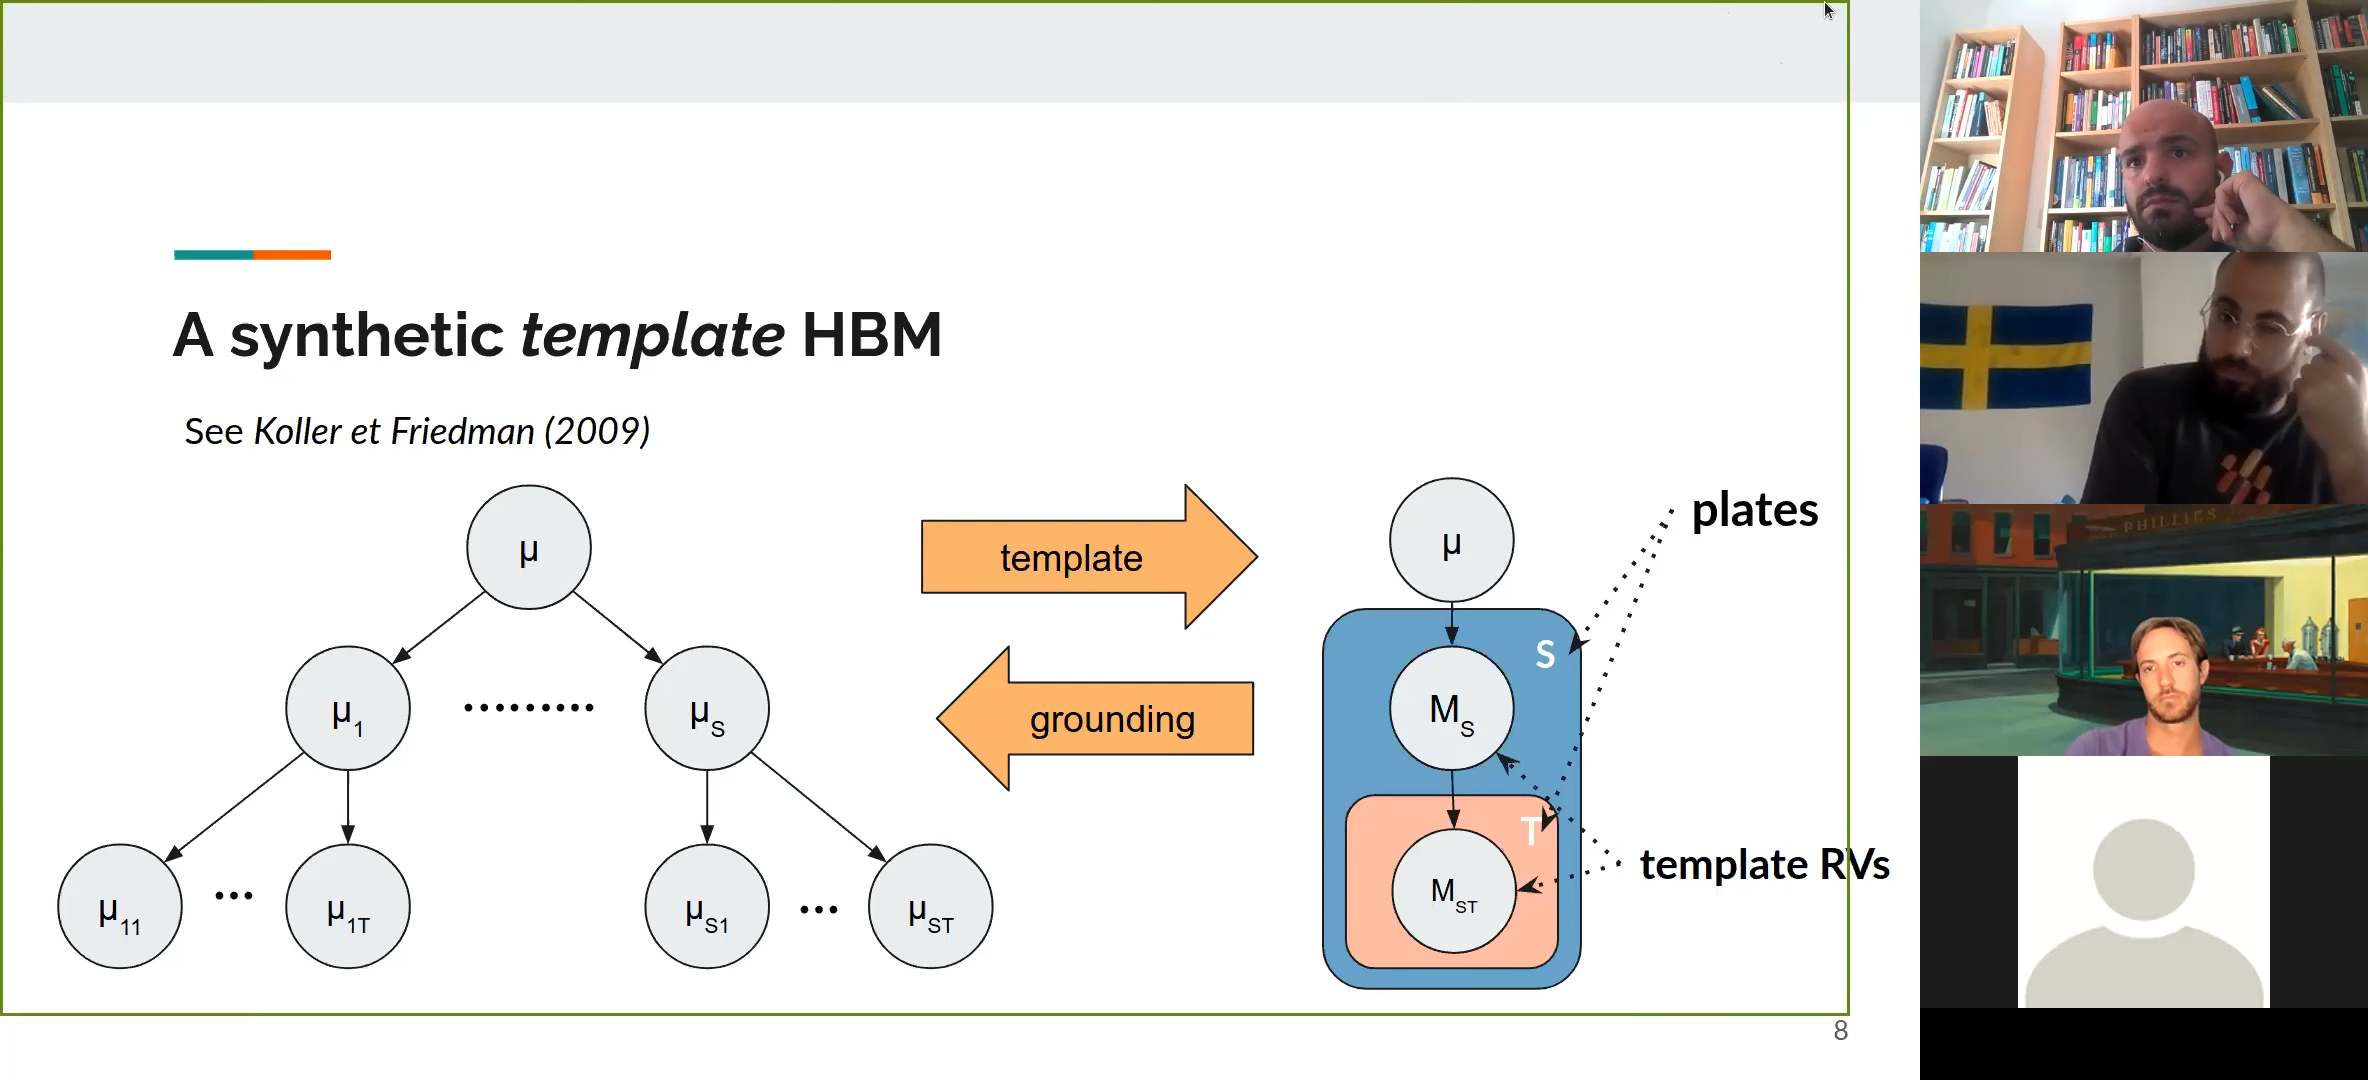 A synthetic template HBM
See Koller et Friedman (2009)
μ
μ1
.........
μS
μ11
...
μ1T
μS1
...
μST
template
grounding
μ
S
MS
T
MST
plates
template RVs
8
PHILLIES